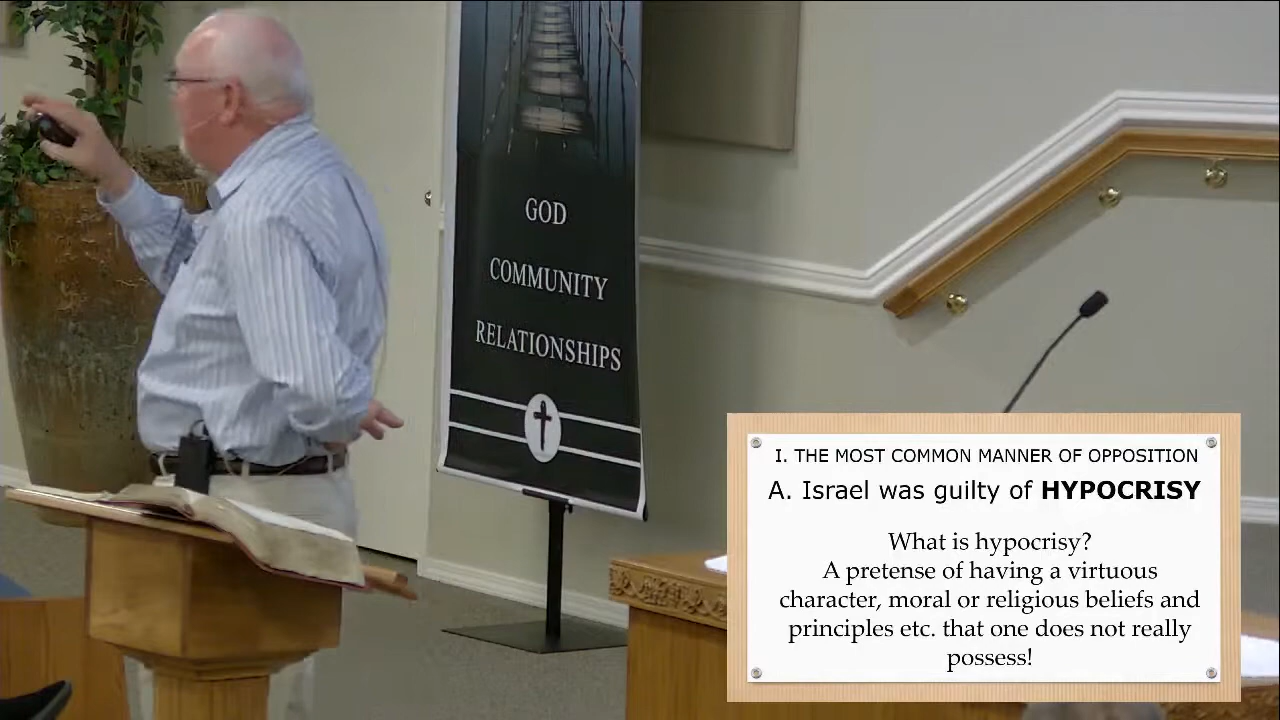 GOD
COMMUNITY
RELATIONSHIPS
I. THE MOST COMMON MANNER OF OPPOSITION
A. Israel was guilty of HYPOCRISY
What is hypocrisy?
A pretense of having a virtuous
character, moral or religious beliefs and
principles etc. that one does not really
possess!